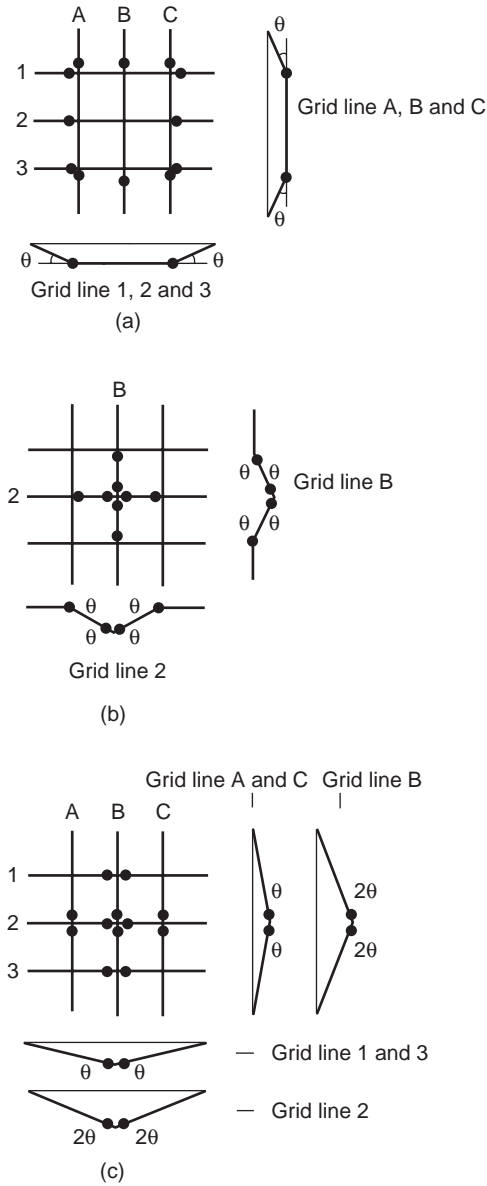 A B C
θ
1
2
Grid line A, B and C
3
θ
θ θ
Grid line 1, 2 and 3
(a)
B
θ θ
2
Grid line B
θ θ
θ θ
θ θ
Grid line 2
(b)
Grid line A and C Grid line B
A B C
1
θ 2θ
2
θ 2θ
3
θ θ
Grid line 1 and 3
2θ 2θ
Grid line 2
(c)